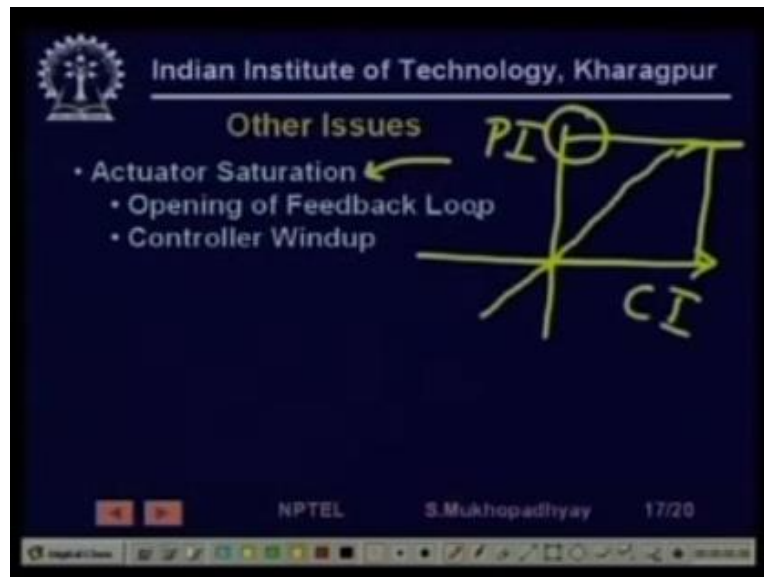 Indian Institute of Technology, Kharagpur
Other Issues
PI
• Actuator Saturation
• Opening of Feedback Loop
• Controller Windup
CI
NPTEL S.Mukhopadhyay 17/20